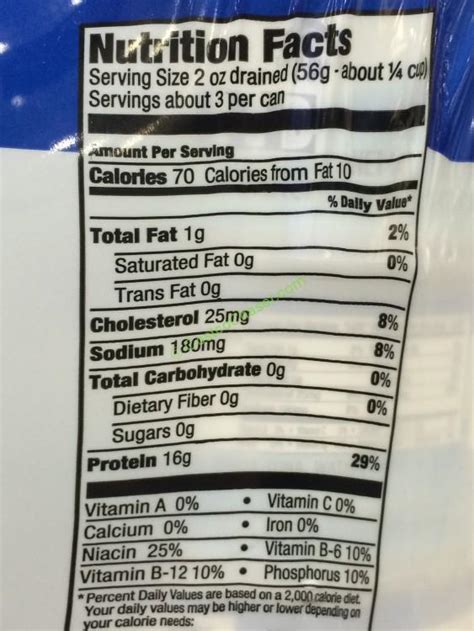 Nutrition Facts
Serving Size 2 oz drained (56g - about ¼ cup)
Servings about 3 per can
Amount Per Serving
Calories 70 Calories from Fat 10
% Daily Value*
Total Fat 1g 2%
Saturated Fat 0g 0%
Trans Fat 0g
Cholesterol 25mg 8%
Sodium 180mg 8%
Total Carbohydrate 0g 0%
Dietary Fiber 0g 0%
Sugars 0g
Protein 16g 29%
Vitamin A 0% • Vitamin C 0%
Calcium 0% • Iron 0%
Niacin 25% • Vitamin B-6 10%
Vitamin B-12 10% • Phosphorus 10%
*Percent Daily Values are based on a 2,000 calorie diet.
Your daily values may be higher or lower depending on
your calorie needs: